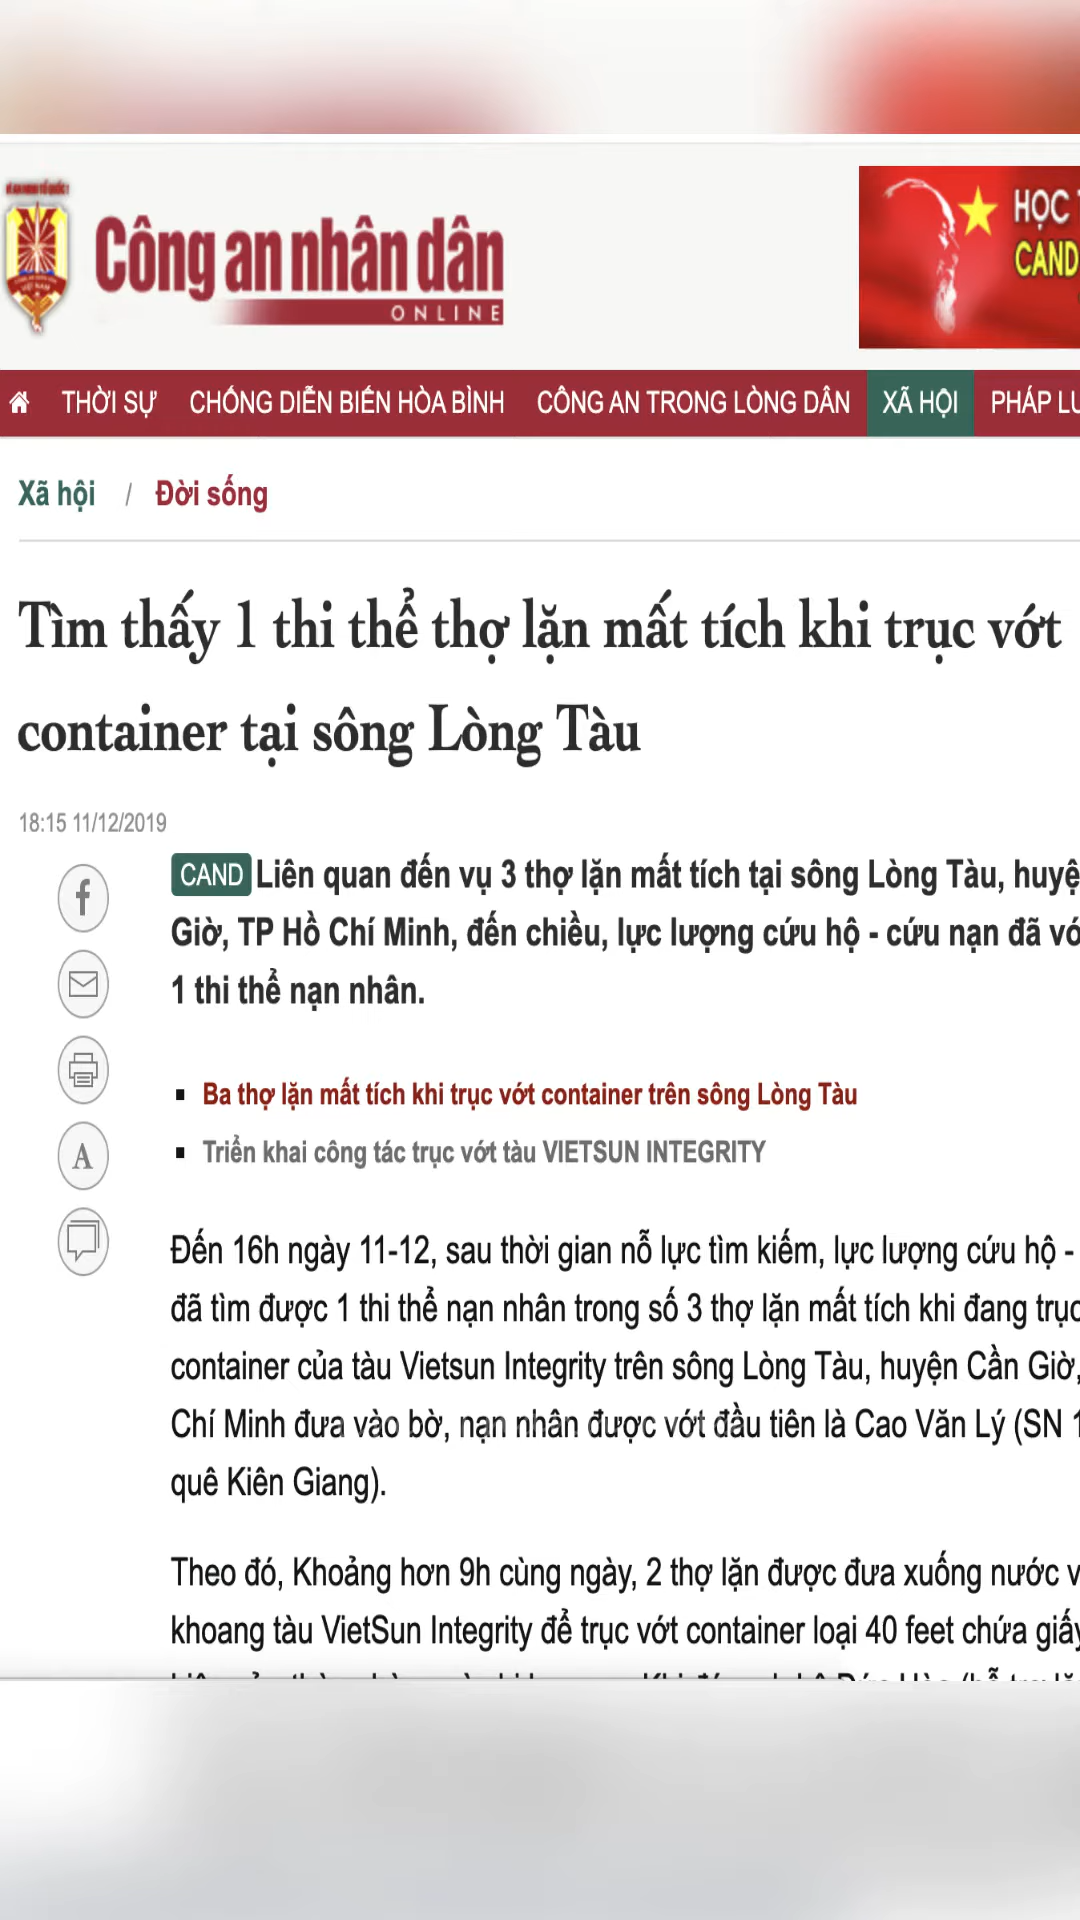 VÌ AN NINH TỔ QUỐC
Công an nhân dân
ONLINE
HỌC
CAND
THỜI SỰ CHỐNG DIỄN BIẾN HÒA BÌNH CÔNG AN TRONG LÒNG DÂN XÃ HỘI PHÁP
Xã hội / Đời sống
Tìm thấy 1 thi thể thợ lặn mất tích khi trục vớt
container tại sông Lòng Tàu
18:15 11/12/2019
CAND Liên quan đến vụ 3 thợ lặn mất tích tại sông Lòng Tàu,
Giờ, TP Hồ Chí Minh, đến chiều, lực lượng cứu hộ - cứu nạn đã
1 thi thể nạn nhân.
Ba thợ lặn mất tích khi trục vớt container trên sông Lòng Tàu
Triển khai công tác trục vớt tàu VIETSUN INTEGRITY
Đến 16h ngày 11-12, sau thời gian nỗ lực tìm kiếm, lực lượng cứu hộ -
đã tìm được 1 thi thể nạn nhân trong số 3 thợ lặn mất tích khi đang trục
container của tàu Vietsun Integrity trên sông Lòng Tàu, huyện Cần Giờ,
Chí Minh đưa vào bờ, nạn nhân được vớt đầu tiên là Cao Văn Lý (SN
quê Kiên Giang).
Theo đó, Khoảng hơn 9h cùng ngày, 2 thợ lặn được đưa xuống nước
khoang tàu VietSun Integrity để trục vớt container loại 40 feet chứa giấy